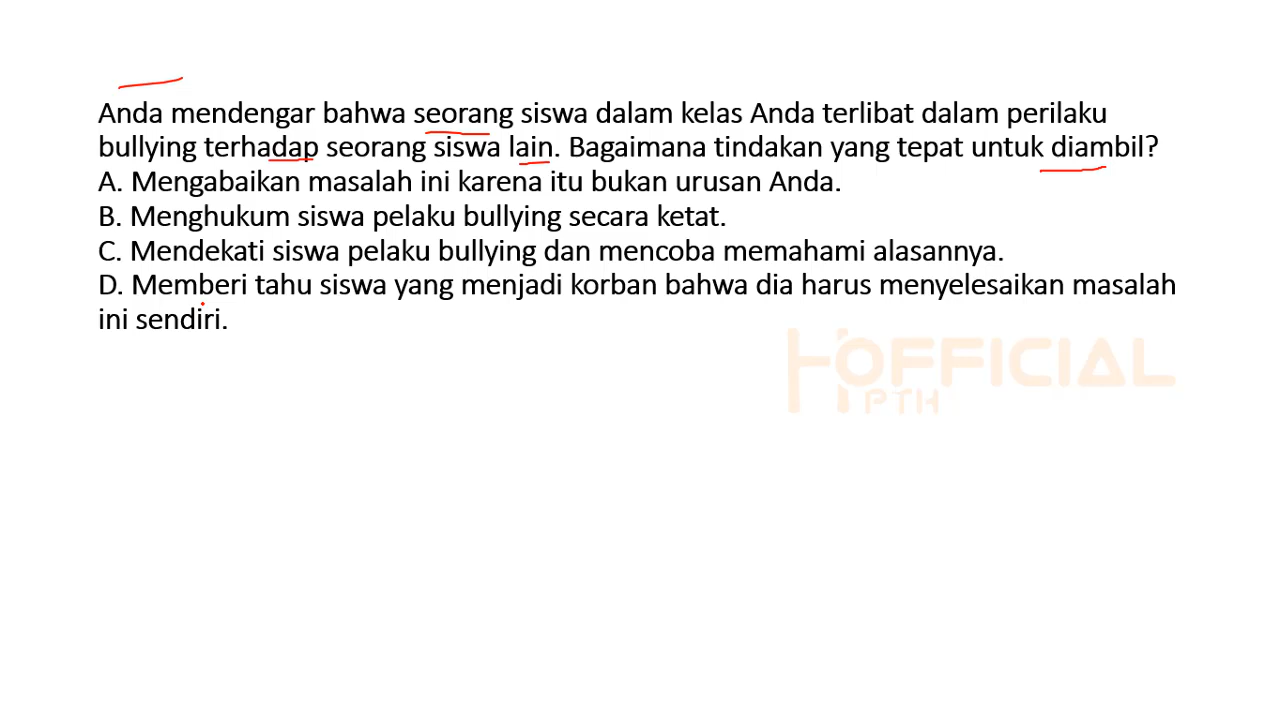 Anda mendengar bahwa seorang siswa dalam kelas Anda terlibat dalam perilaku
bullying terhadap seorang siswa lain. Bagaimana tindakan yang tepat untuk diambil?
A. Mengabaikan masalah ini karena itu bukan urusan Anda.
B. Menghukum siswa pelaku bullying secara ketat.
C. Mendekati siswa pelaku bullying dan mencoba memahami alasannya.
D. Memberi tahu siswa yang menjadi korban bahwa dia harus menyelesaikan masalah
ini sendiri.
HOFFICIAL
PTH